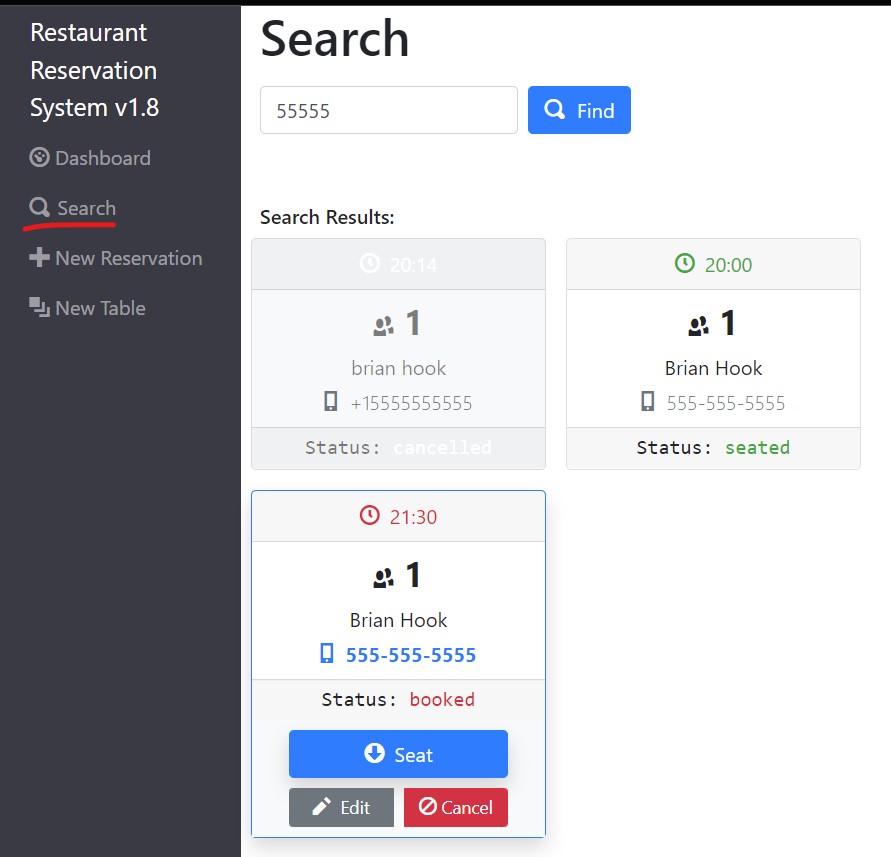 Restaurant
Reservation
System v1.8
Dashboard
Search
New Reservation
New Table
Search
55555
Find
Search Results:
20:14
1
brian hook
+15555555555
Status: cancelled
20:00
1
Brian Hook
555-555-5555
Status: seated
21:30
1
Brian Hook
555-555-5555
Status: booked
Seat
Edit
Cancel